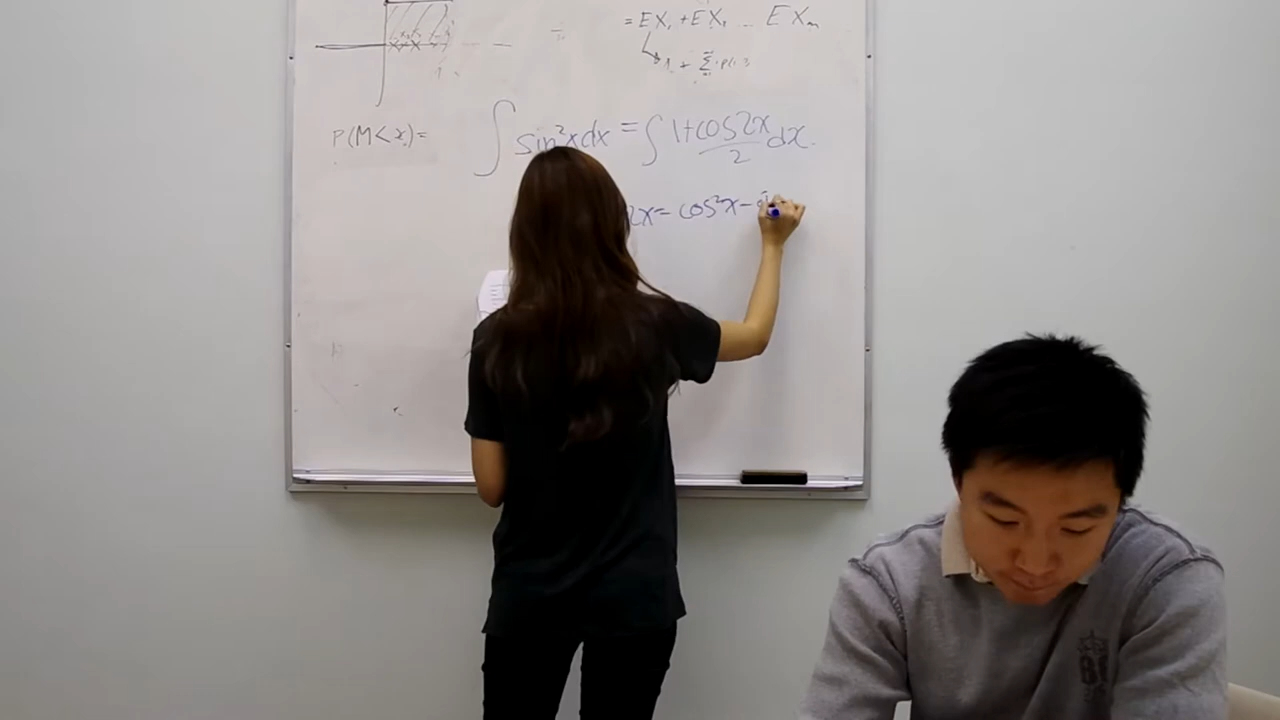 = EX₁ + EX₂ ... EXₘ
P(M < x) =
∫ sin²x dx = ∫ 1+cos2x/2 dx.
2x = cos²x -